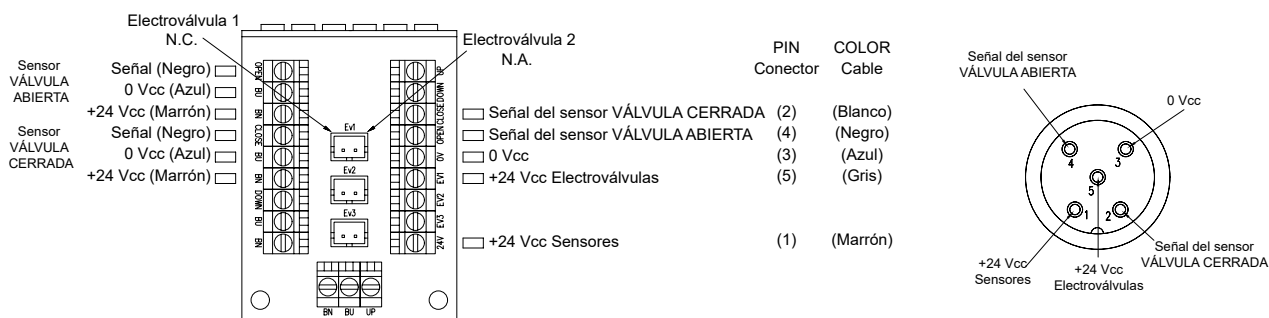 Electroválvula 1
N.C.
Electroválvula 2
N.A.
Sensor
VÁLVULA
ABIERTA
Señal (Negro)
0 Vcc (Azul)
+24 Vcc (Marrón)
Sensor
VÁLVULA
CERRADA
Señal (Negro)
0 Vcc (Azul)
+24 Vcc (Marrón)
OPEN
BU
BN
CLOSE
BU
BN
DOWN
BU
BN
Ev1
Ev2
Ev3
BN BU UP
UP
DOWN
CLOSE
OPEN
0V
EV1
EV2
EV3
24V
PIN COLOR
Conector Cable
Señal del sensor VÁLVULA CERRADA (2) (Blanco)
Señal del sensor VÁLVULA ABIERTA (4) (Negro)
0 Vcc (3) (Azul)
+24 Vcc Electroválvulas (5) (Gris)
+24 Vcc Sensores (1) (Marrón)
Señal del sensor
VÁLVULA ABIERTA
0 Vcc
4 3
5
1 2
+24 Vcc
Sensores
+24 Vcc
Electroválvulas
Señal del sensor
VÁLVULA CERRADA